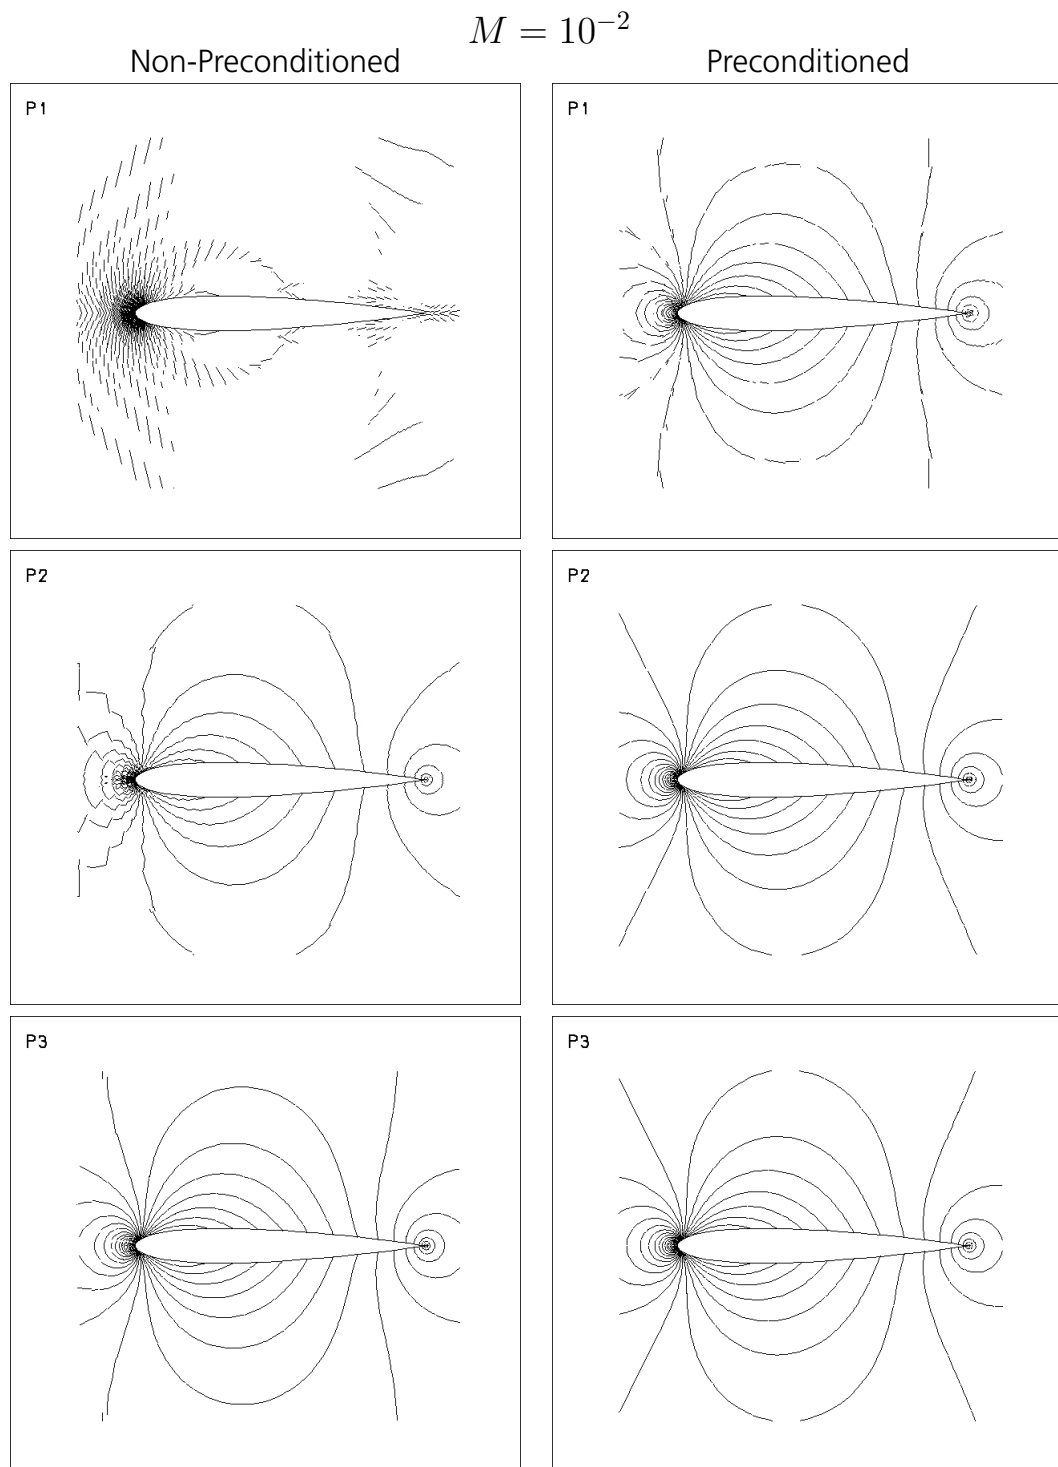 M = 10⁻²
Non-Preconditioned Preconditioned
P1 P1
P2 P2
P3 P3